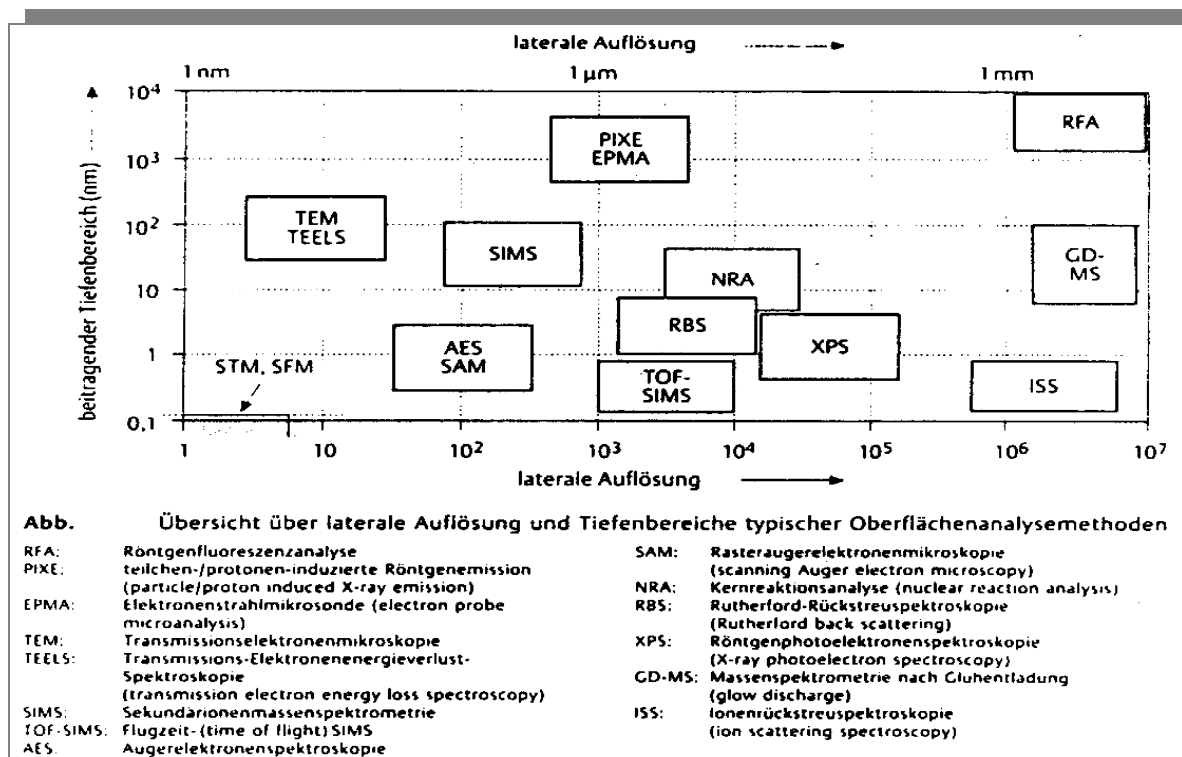 laterale Auflösung
1 nm 1 µm 1 mm
beitragender Tiefenbereich (nm)
10⁴
10³
10²
10
1
0,1
RFA
PIXE
EPMA
TEM
TEELS
SIMS
GD-
MS
NRA
RBS
XPS
AES
SAM
STM, SFM
TOF-
SIMS
ISS
1 10 10² 10³ 10⁴ 10⁵ 10⁶ 10⁷
laterale Auflösung
Abb. Übersicht über laterale Auflösung und Tiefenbereiche typischer Oberflächenanalysemethoden
RFA: Röntgenfluoreszenzanalyse
PIXE: teilchen-/protonen-induzierte Röntgenemission
(particle/proton induced X-ray emission)
EPMA: Elektronenstrahlmikrosonde (electron probe
microanalysis)
TEM: Transmissionselektronenmikroskopie
TEELS: Transmissions-Elektronenenergieverlust-
Spektroskopie
(transmission electron energy loss spectroscopy)
SIMS: Sekundärionenmassenspektrometrie
TOF-SIMS: Flugzeit-(time of flight) SIMS
AES: Augerelektronenspektroskopie
SAM: Rasteraugerelektronenmikroskopie
(scanning Auger electron microscopy)
NRA: Kernreaktionsanalyse (nuclear reaction analysis)
RBS: Rutherford-Rückstreuspektroskopie
(Rutherford back scattering)
XPS: Röntgenphotoelektronenspektroskopie
(X-ray photoelectron spectroscopy)
GD-MS: Massenspektrometrie nach Glühentladung
(glow discharge)
ISS: Ionenrückstreuspektroskopie
(ion scattering spectroscopy)